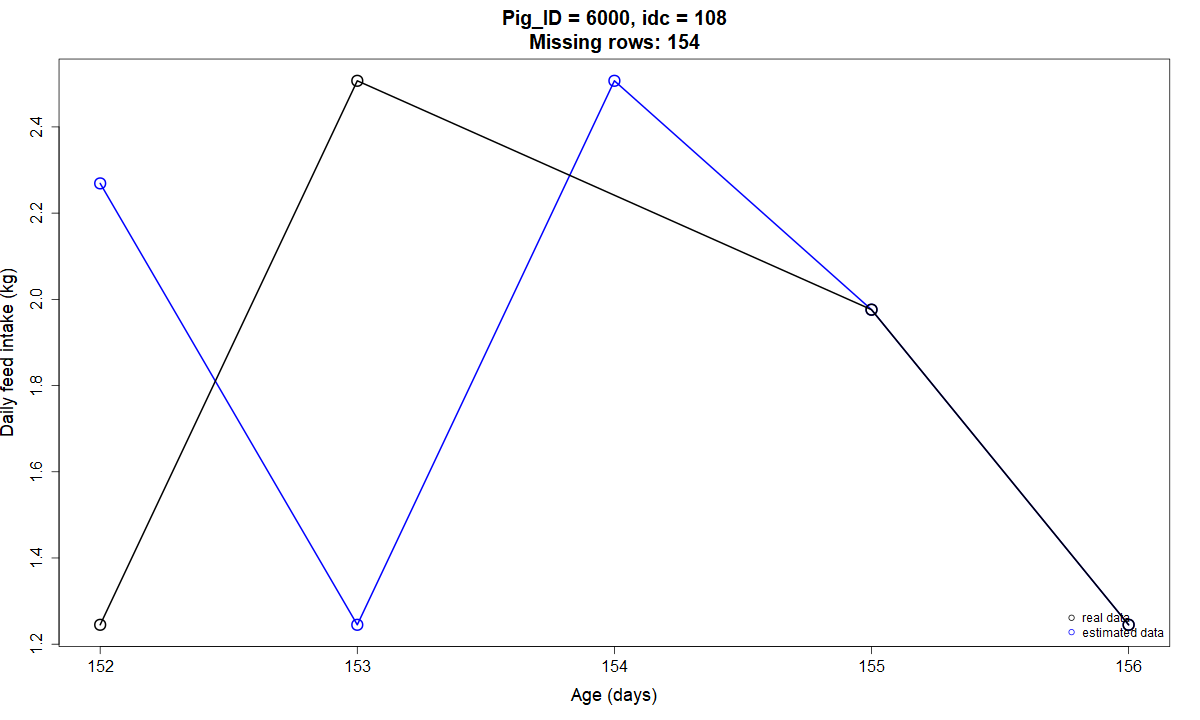 Pig_ID = 6000, idc = 108
Missing rows: 154
Daily feed intake (kg)
2.4
2.2
2.0
1.8
1.6
1.4
1.2
real data
estimated data
152 153 154 155 156
Age (days)